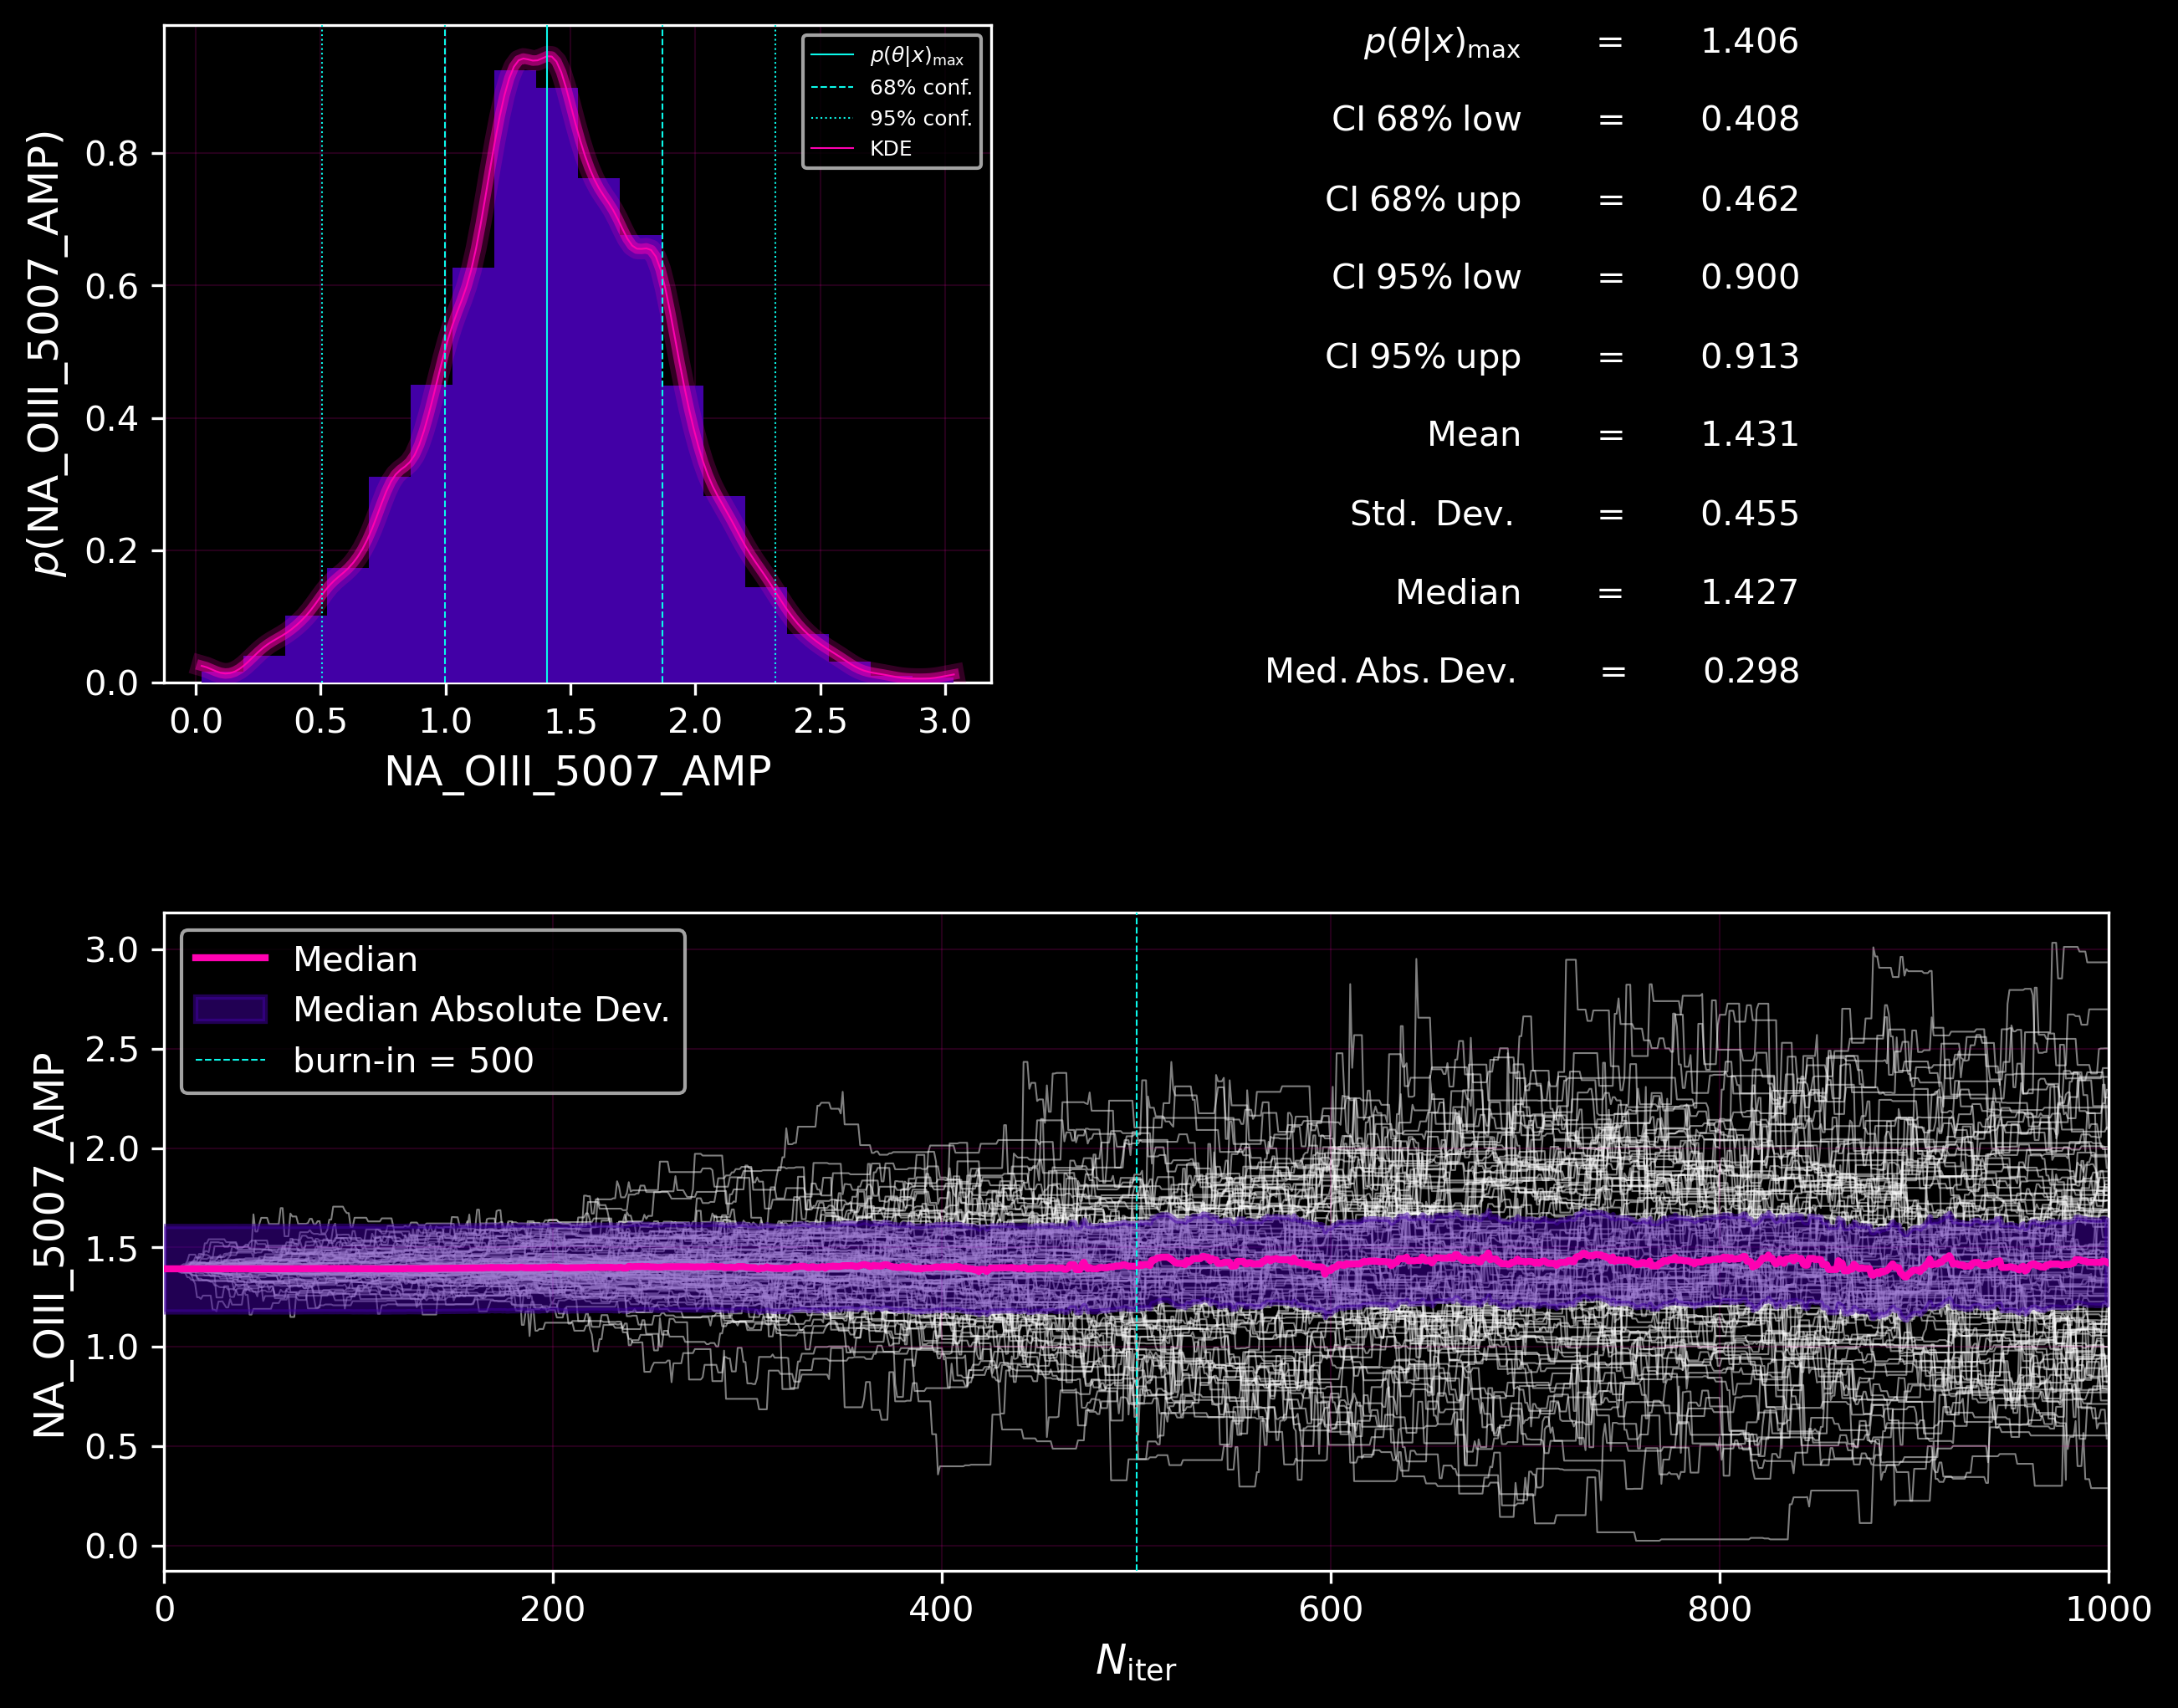 p(NA_OIII_5007_AMP)
0.8
0.6
0.4
0.2
0.0
0.0 0.5 1.0 1.5 2.0 2.5 3.0
NA_OIII_5007_AMP
p(θ|x)max
68% conf.
95% conf.
KDE
p(θ|x)max = 1.406
CI 68% low = 0.408
CI 68% upp = 0.462
CI 95% low = 0.900
CI 95% upp = 0.913
Mean = 1.431
Std. Dev. = 0.455
Median = 1.427
Med. Abs. Dev. = 0.298
NA_OIII_5007_AMP
3.0
2.5
2.0
1.5
1.0
0.5
0.0
Median
Median Absolute Dev.
burn-in = 500
0 200 400 600 800 1000
Niter